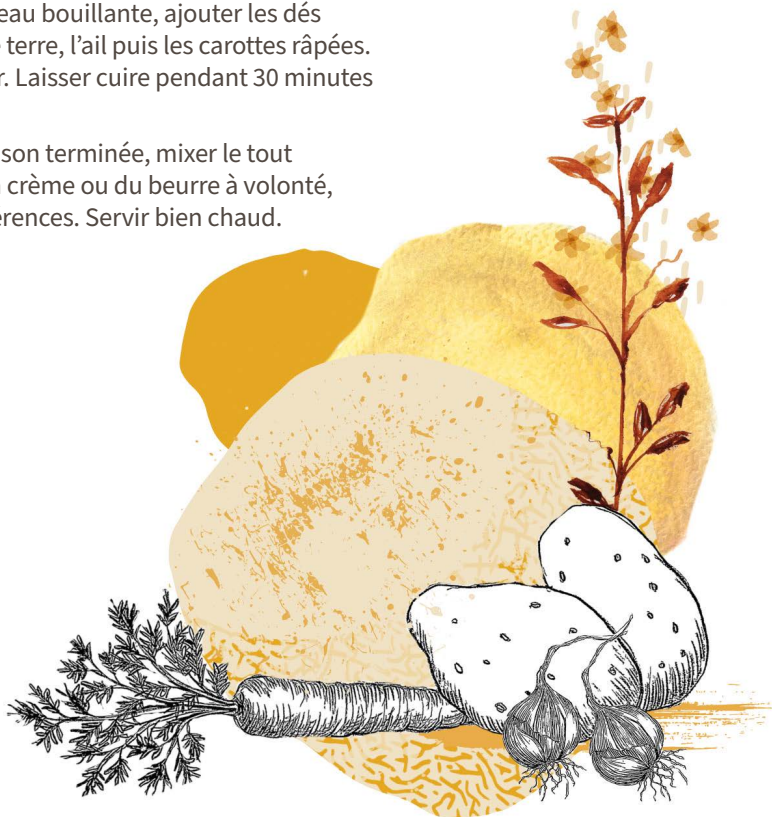 eau bouillante, ajouter les dés
terre, l’ail puis les carottes râpées.
r. Laisser cuire pendant 30 minutes
son terminée, mixer le tout
crème ou du beurre à volonté,
érences. Servir bien chaud.